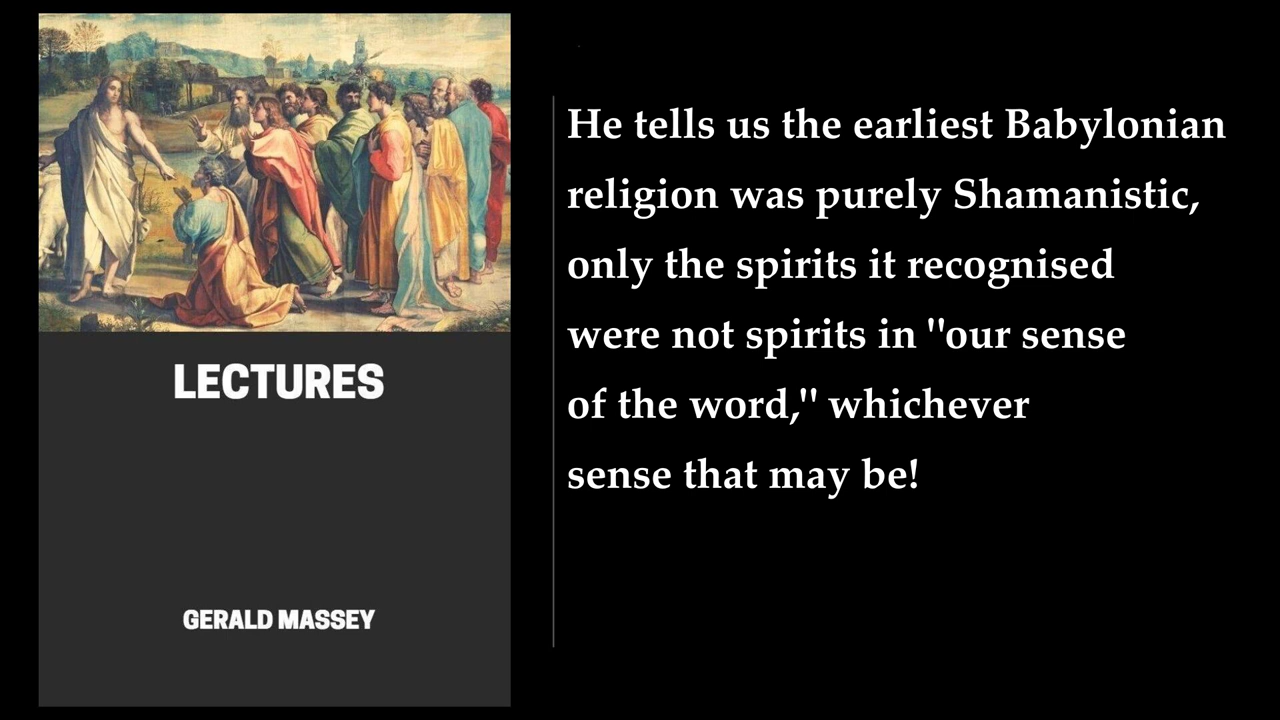 LECTURES
GERALD MASSEY
He tells us the earliest Babylonian
religion was purely Shamanistic,
only the spirits it recognised
were not spirits in "our sense
of the word," whichever
sense that may be!